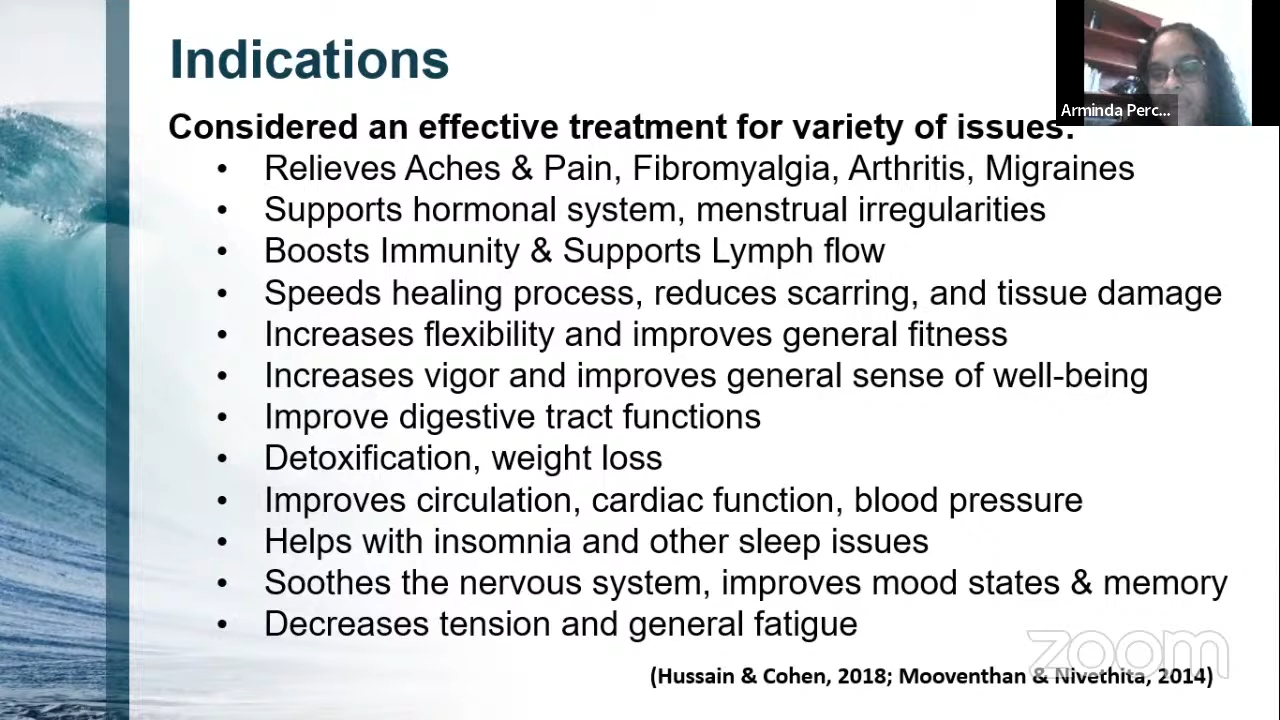 Indications
Arminda Perc...
Considered an effective treatment for variety of issues:
• Relieves Aches & Pain, Fibromyalgia, Arthritis, Migraines
• Supports hormonal system, menstrual irregularities
• Boosts Immunity & Supports Lymph flow
• Speeds healing process, reduces scarring, and tissue damage
• Increases flexibility and improves general fitness
• Increases vigor and improves general sense of well-being
• Improve digestive tract functions
• Detoxification, weight loss
• Improves circulation, cardiac function, blood pressure
• Helps with insomnia and other sleep issues
• Soothes the nervous system, improves mood states & memory
• Decreases tension and general fatigue
zoom
(Hussain & Cohen, 2018; Mooventhan & Nivethita, 2014)